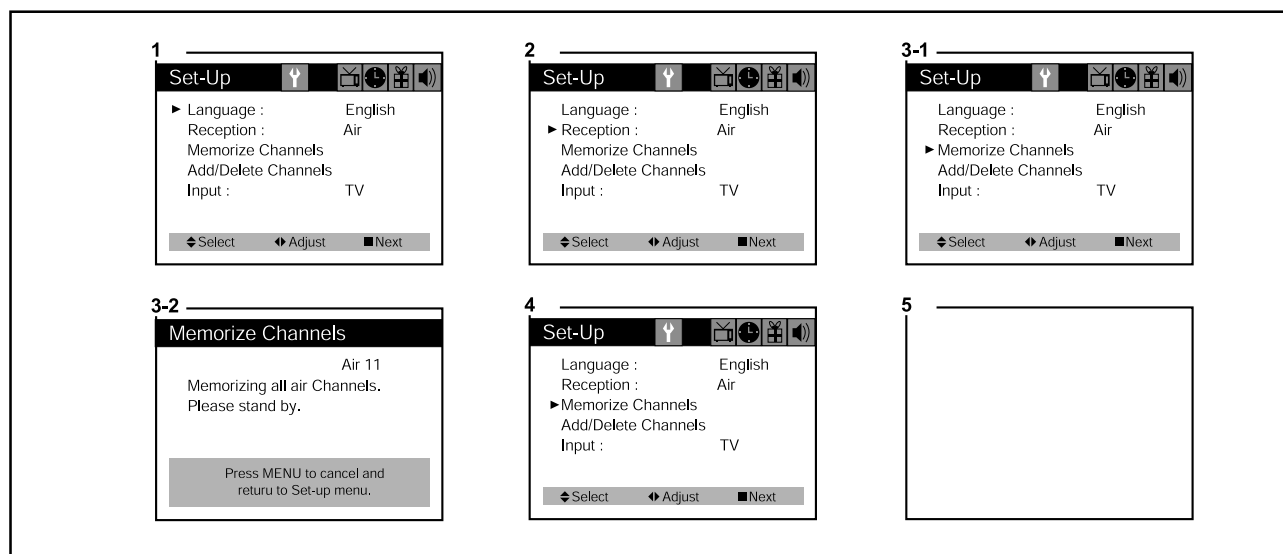 1
Set-Up
Language : English
Reception : Air
Memorize Channels
Add/Delete Channels
Input : TV
Select Adjust Next
2
Set-Up
Language : English
Reception : Air
Memorize Channels
Add/Delete Channels
Input : TV
Select Adjust Next
3-1
Set-Up
Language : English
Reception : Air
Memorize Channels
Add/Delete Channels
Input : TV
Select Adjust Next
3-2
Memorize Channels
Air 11
Memorizing all air Channels.
Please stand by.
Press MENU to cancel and
returu to Set-up menu.
4
Set-Up
Language : English
Reception : Air
Memorize Channels
Add/Delete Channels
Input : TV
Select Adjust Next
5